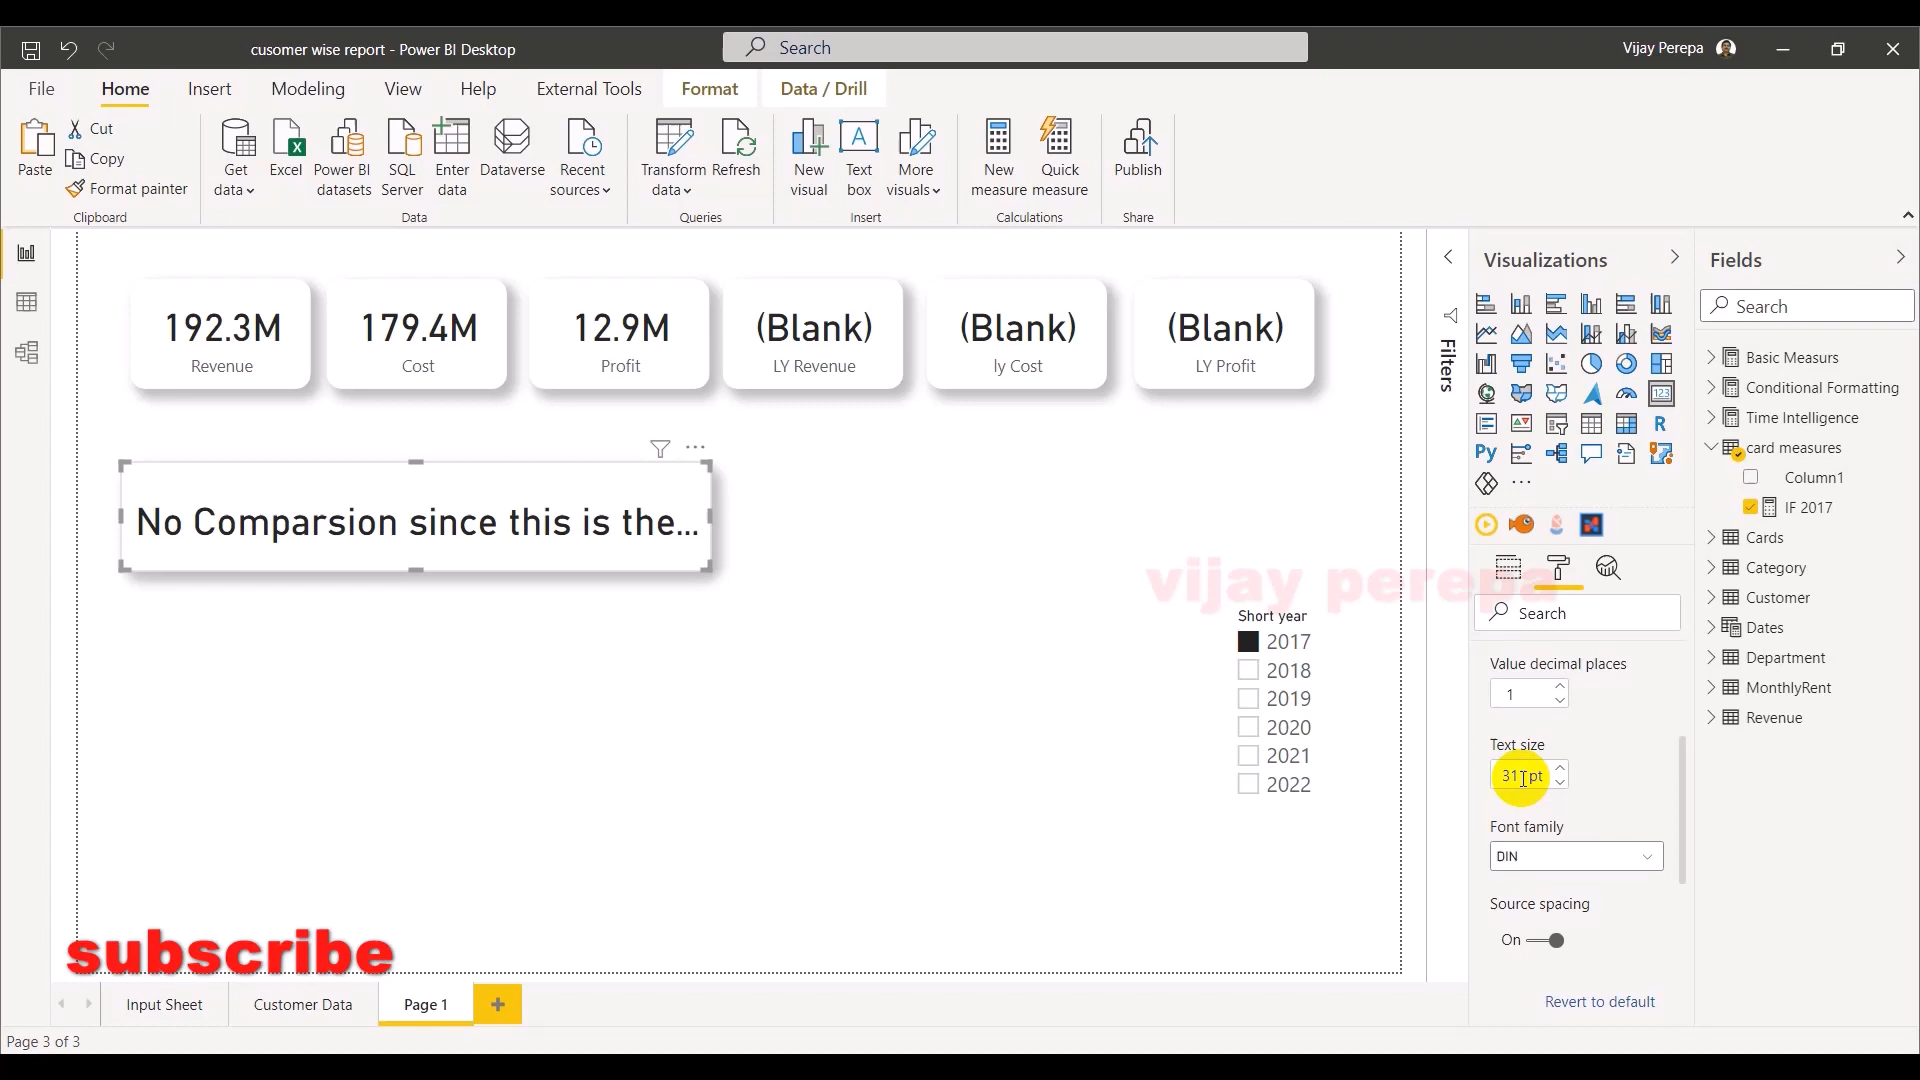 cusomer wise report - Power BI Desktop
Search
Vijay Perepa
File
Home
Insert
Modeling
View
Help
External Tools
Format
Data / Drill
Paste
Cut
Copy
Format painter
Clipboard
Get
data
Excel
Power BI
datasets
SQL
Server
Enter
data
Dataverse
Recent
sources
Data
Transform
data
Refresh
Queries
New
visual
Text
box
More
visuals
Insert
New
measure
Quick
measure
Calculations
Publish
Share
192.3M
Revenue
179.4M
Cost
12.9M
Profit
(Blank)
LY Revenue
(Blank)
ly Cost
(Blank)
LY Profit
No Comparsion since this is the...
vijay perepa
Short year
2017
2018
2019
2020
2021
2022
subscribe
Filters
Visualizations
123
R
Py
Search
Value decimal places
1
Text size
31 pt
Font family
DIN
Source spacing
On
Revert to default
Fields
Search
Basic Measurs
Conditional Formatting
Time Intelligence
card measures
Column1
IF 2017
Cards
Category
Customer
Dates
Department
MonthlyRent
Revenue
Input Sheet
Customer Data
Page 1
Page 3 of 3